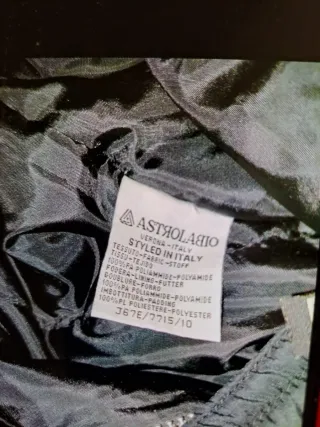 ASTROLABIO
VERONA-ITALY
STYLED IN ITALY
TESSUTO-FABRIC-STOFF
TISSU-TEJIDO
100%PA POLIAMMIDE-POLYAMIDE
FODERA-LINING-FUTTER
DOUBLURE-FORRO
100%PA POLIAMMIDE-POLYAMIDE
IMBOTTITURA-PADDING
100%PL POLIESTERE-POLYESTER
367E/7715/10